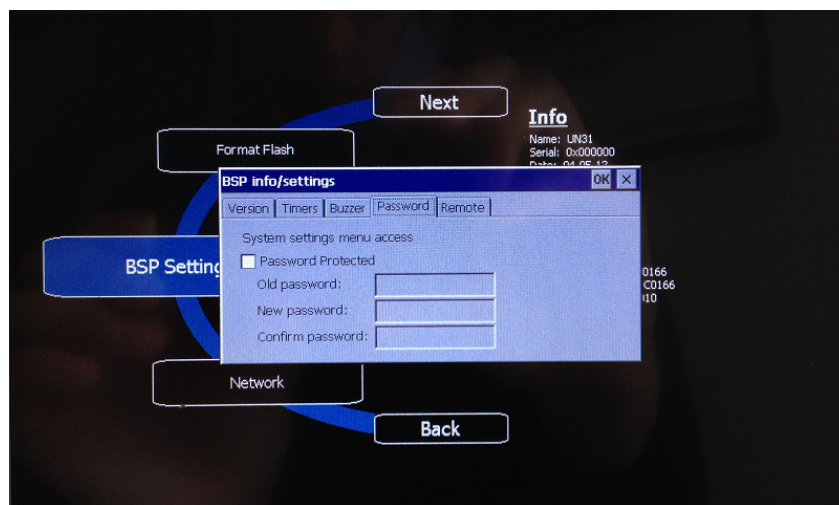 Next
Info
Name: UN31
Serial: 0x000000
Format Flash
BSP info/settings OK
Version Timers Buzzer Password Remote
System settings menu access
Password Protected
Old password:
New password:
Confirm password:
BSP Setting
0166
C0166
Network
Back